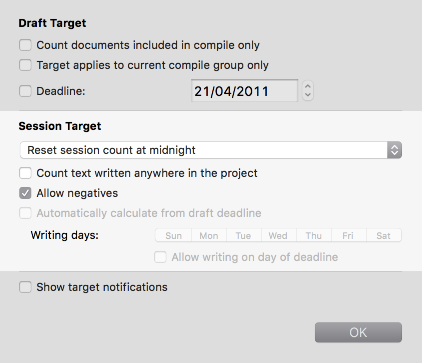 Draft Target
Count documents included in compile only
Target applies to current compile group only
Deadline: 21/04/2011
Session Target
Reset session count at midnight
Count text written anywhere in the project
Allow negatives
Automatically calculate from draft deadline
Writing days: Sun Mon Tue Wed Thu Fri Sat
Allow writing on day of deadline
Show target notifications
OK